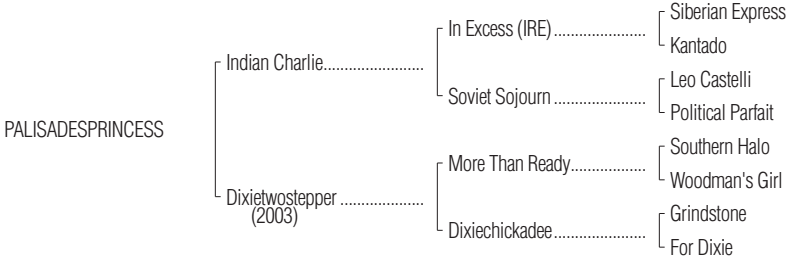 Siberian Express
In Excess (IRE)......................
Kantado
Indian Charlie........................
Leo Castelli
Soviet Sojourn ......................
Political Parfait
PALISADESPRINCESS
Southern Halo
More Than Ready..................
Woodman's Girl
Dixietwostepper ....................
(2003)
Grindstone
Dixiechickadee......................
For Dixie